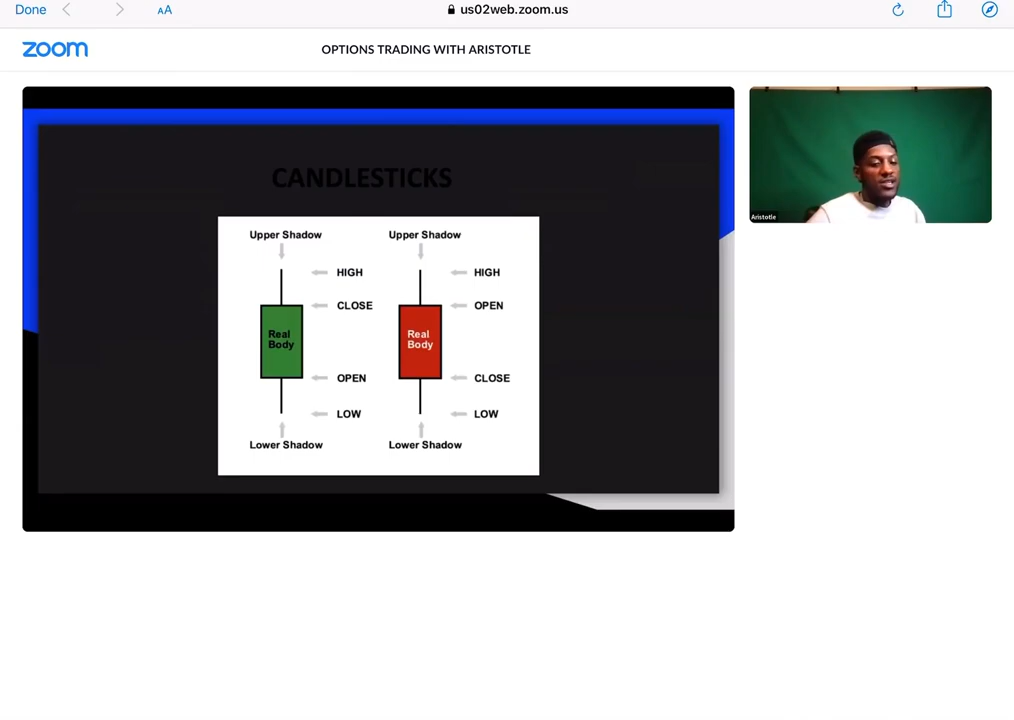 Done
AA
us02web.zoom.us
zoom
OPTIONS TRADING WITH ARISTOTLE
CANDLESTICKS
Upper Shadow
Upper Shadow
HIGH
HIGH
CLOSE
OPEN
Real
Body
Real
Body
OPEN
CLOSE
LOW
LOW
Lower Shadow
Lower Shadow
Aristotle